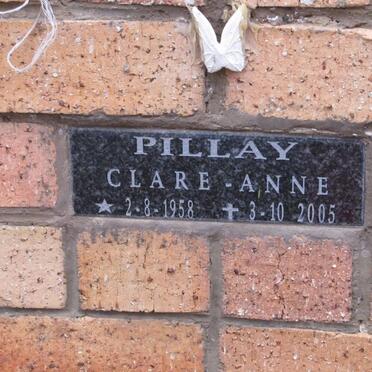 PILLAY
CLARE - ANNE
★ 2-8-1958 ✝ 3-10 2005